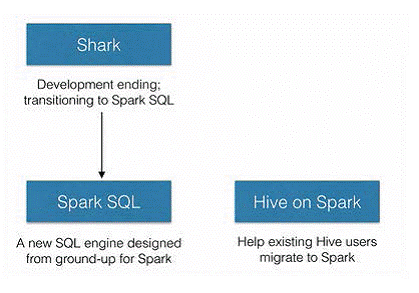 Shark
Development ending;
transitioning to Spark SQL
Spark SQL
Hive on Spark
A new SQL engine designed
from ground-up for Spark
Help existing Hive users
migrate to Spark